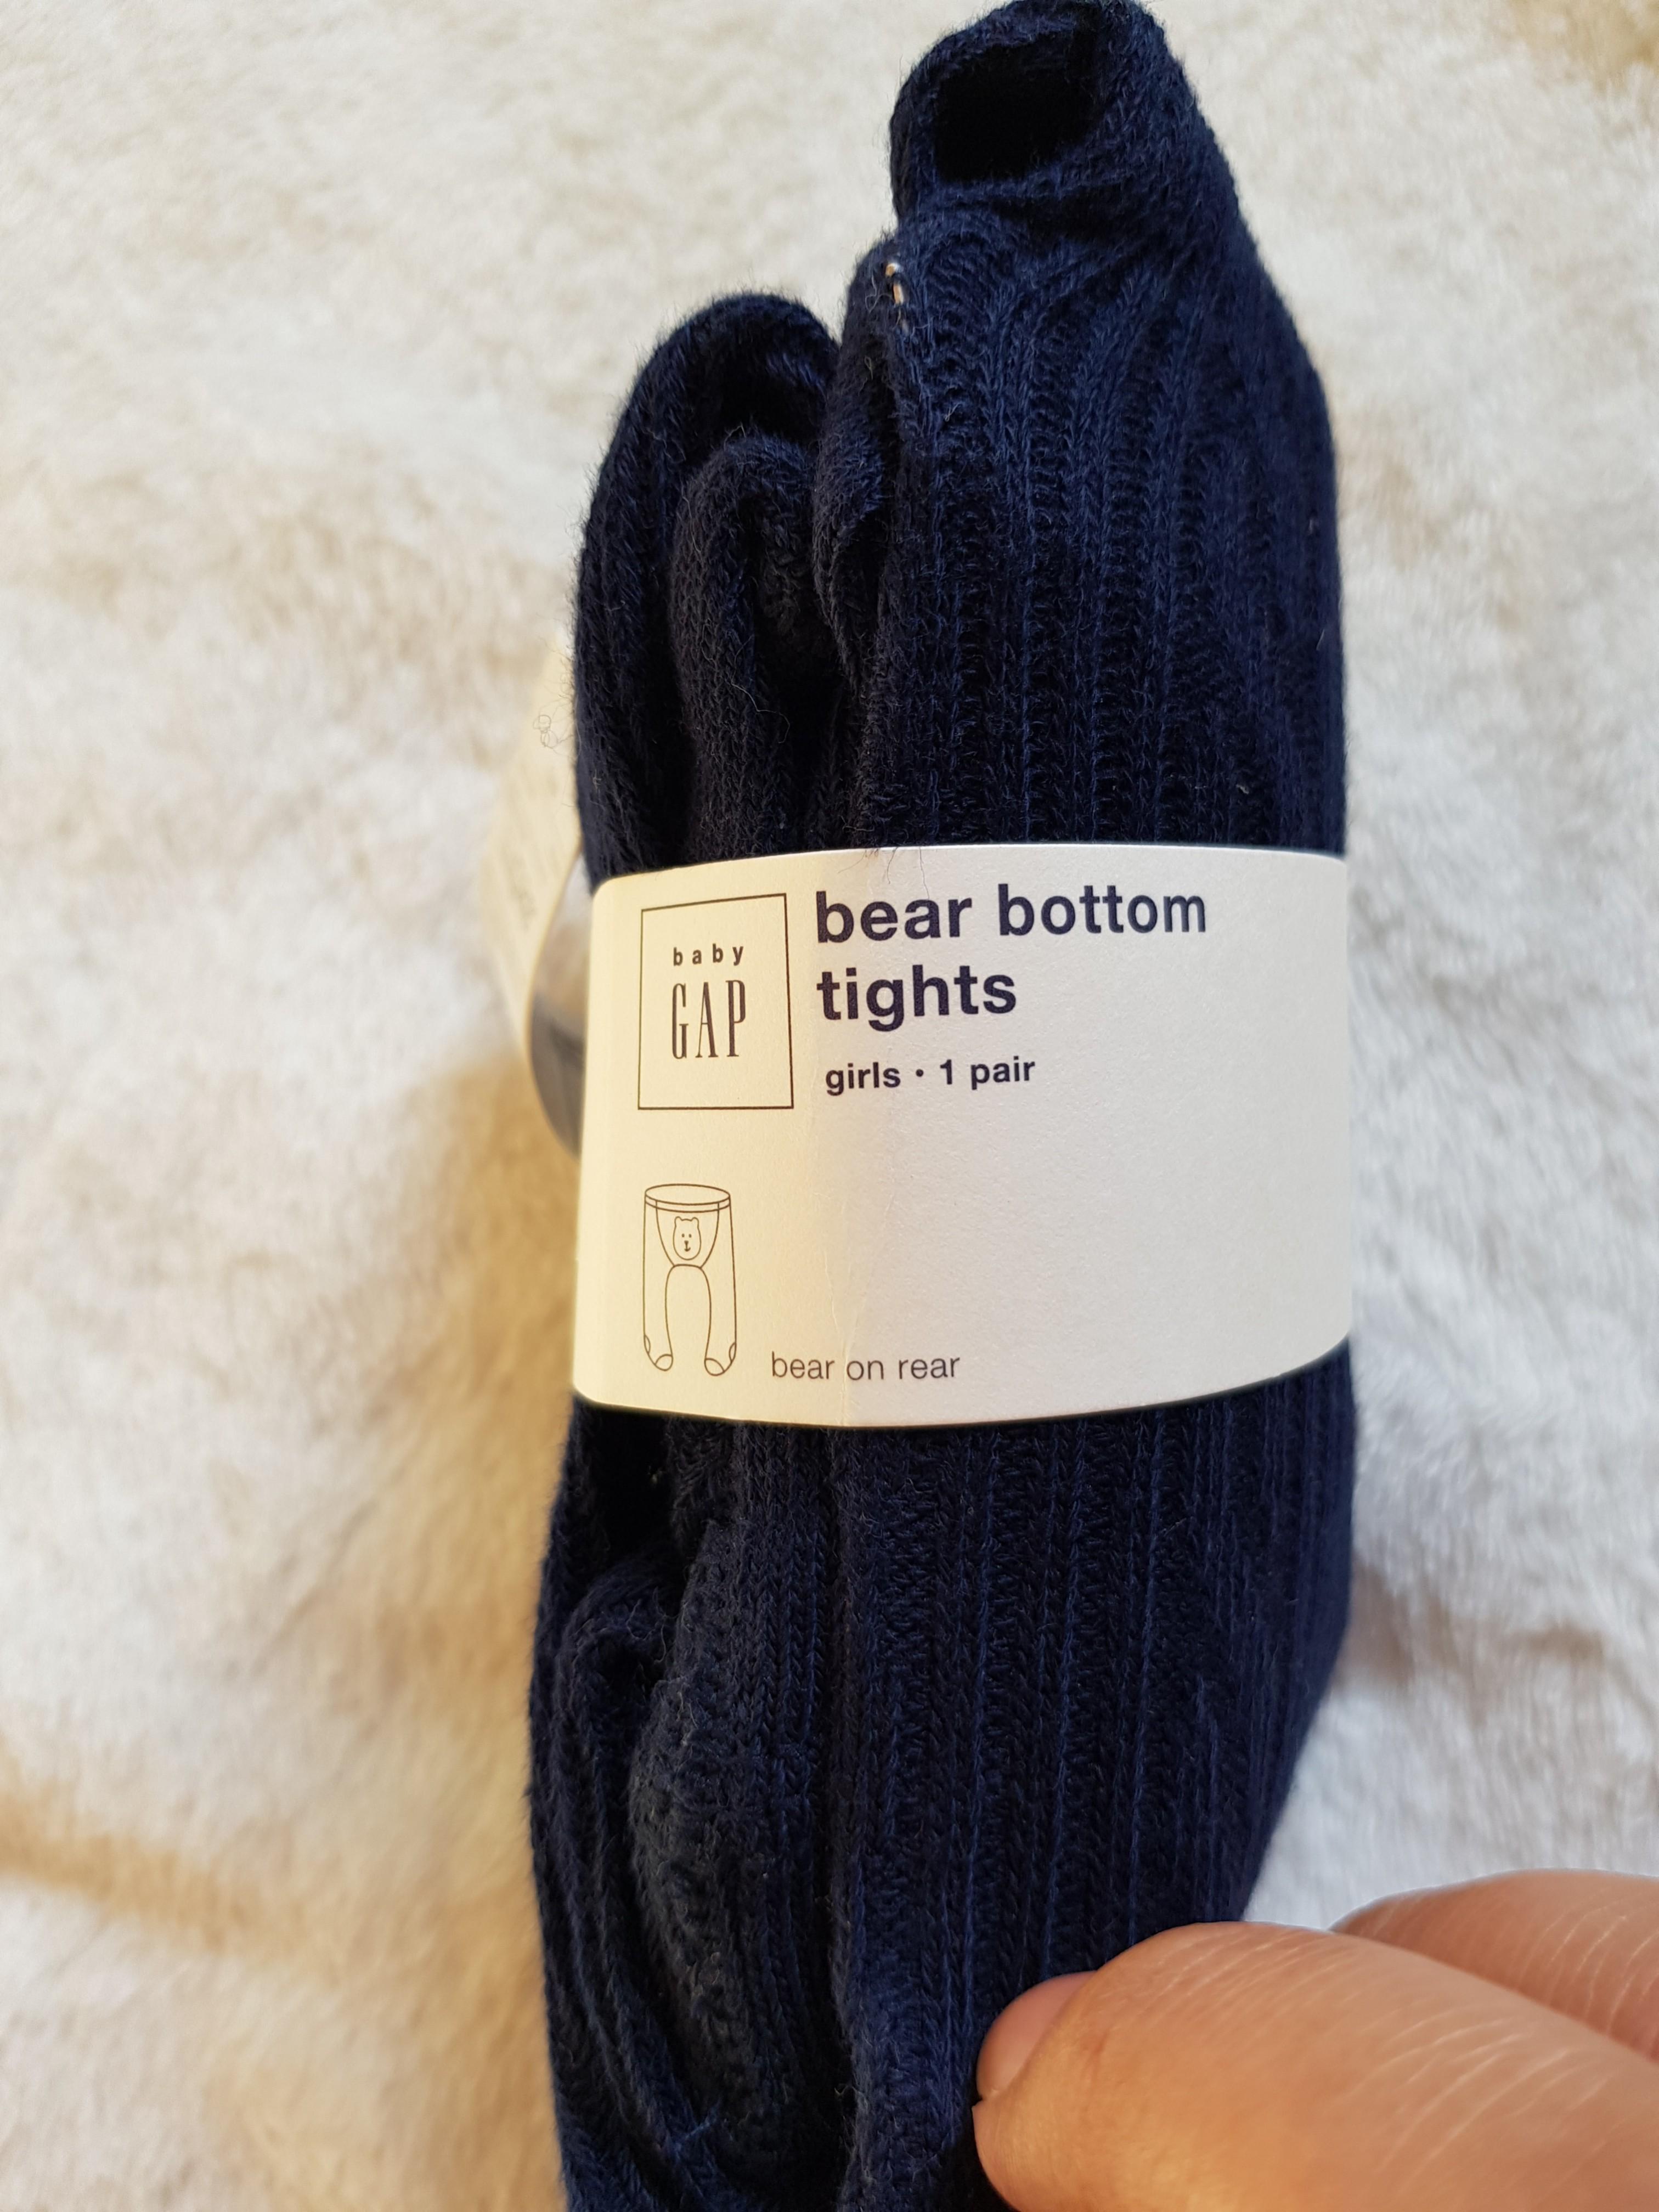 baby
GAP
bear bottom
tights
girls • 1 pair
bear on rear